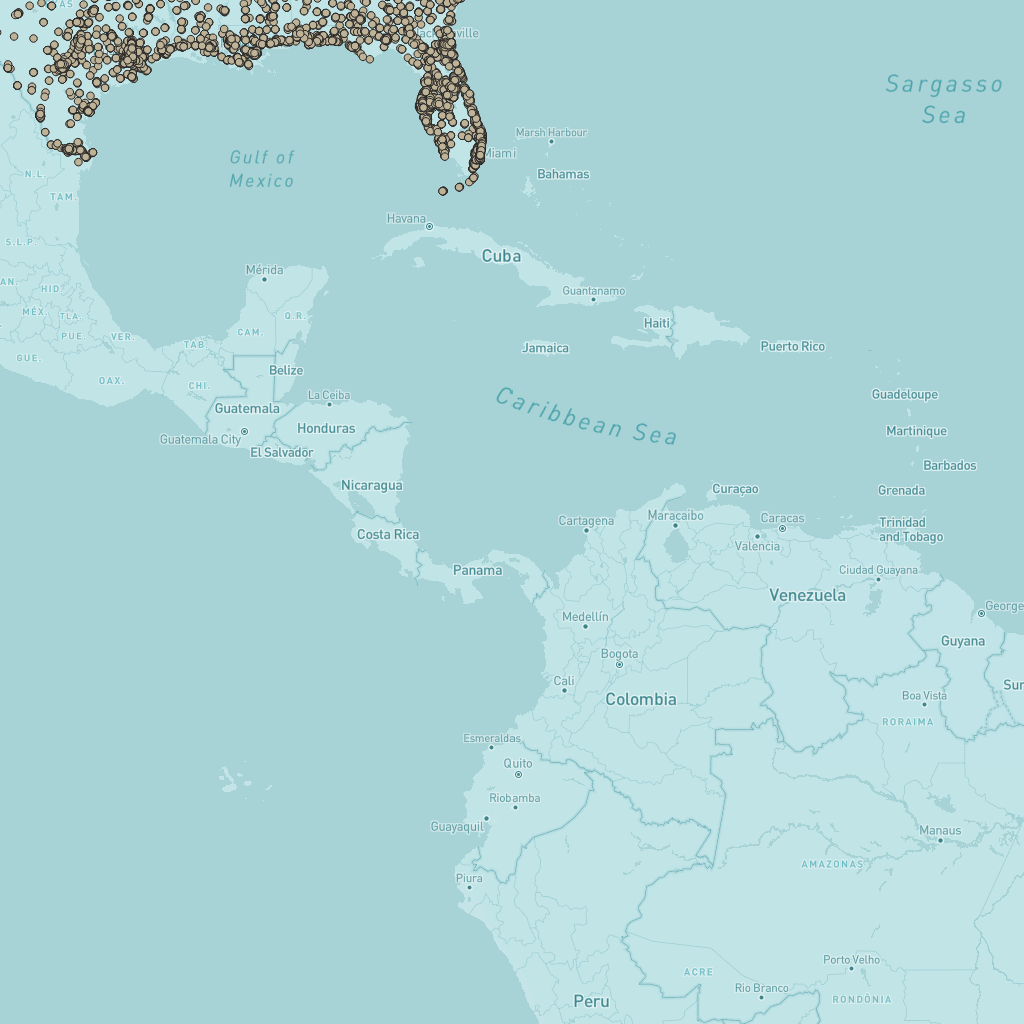 Sargasso
Sea
Marsh Harbour
Gulf of
Mexico
Bahamas
N.L.
TAM.
Havana
S.L.P
Cuba
Mérida
HID.
Guantanamo
MÉX.
TLA.
Q.R.
Haiti
CAM.
PUE.
VER.
TAB.
Jamaica
Puerto Rico
GUE.
Belize
OAX.
CHI.
La Ceiba
Guadeloupe
Caribbean Sea
Guatemala
Honduras
Martinique
Guatemala City
El Salvador
Barbados
Nicaragua
Curaçao
Grenada
Maracaibo
Caracas
Cartagena
Trinidad
and Tobago
Costa Rica
Valencia
Panama
Ciudad Guayana
Venezuela
Medellín
Guyana
Bogota
Cali
Colombia
Boa Vista
RORAIMA
Esmeraldas
Quito
Riobamba
Guayaquil
Manaus
AMAZONAS
Piura
Porto Velho
ACRE
Rio Branco
RONDÔNIA
Peru